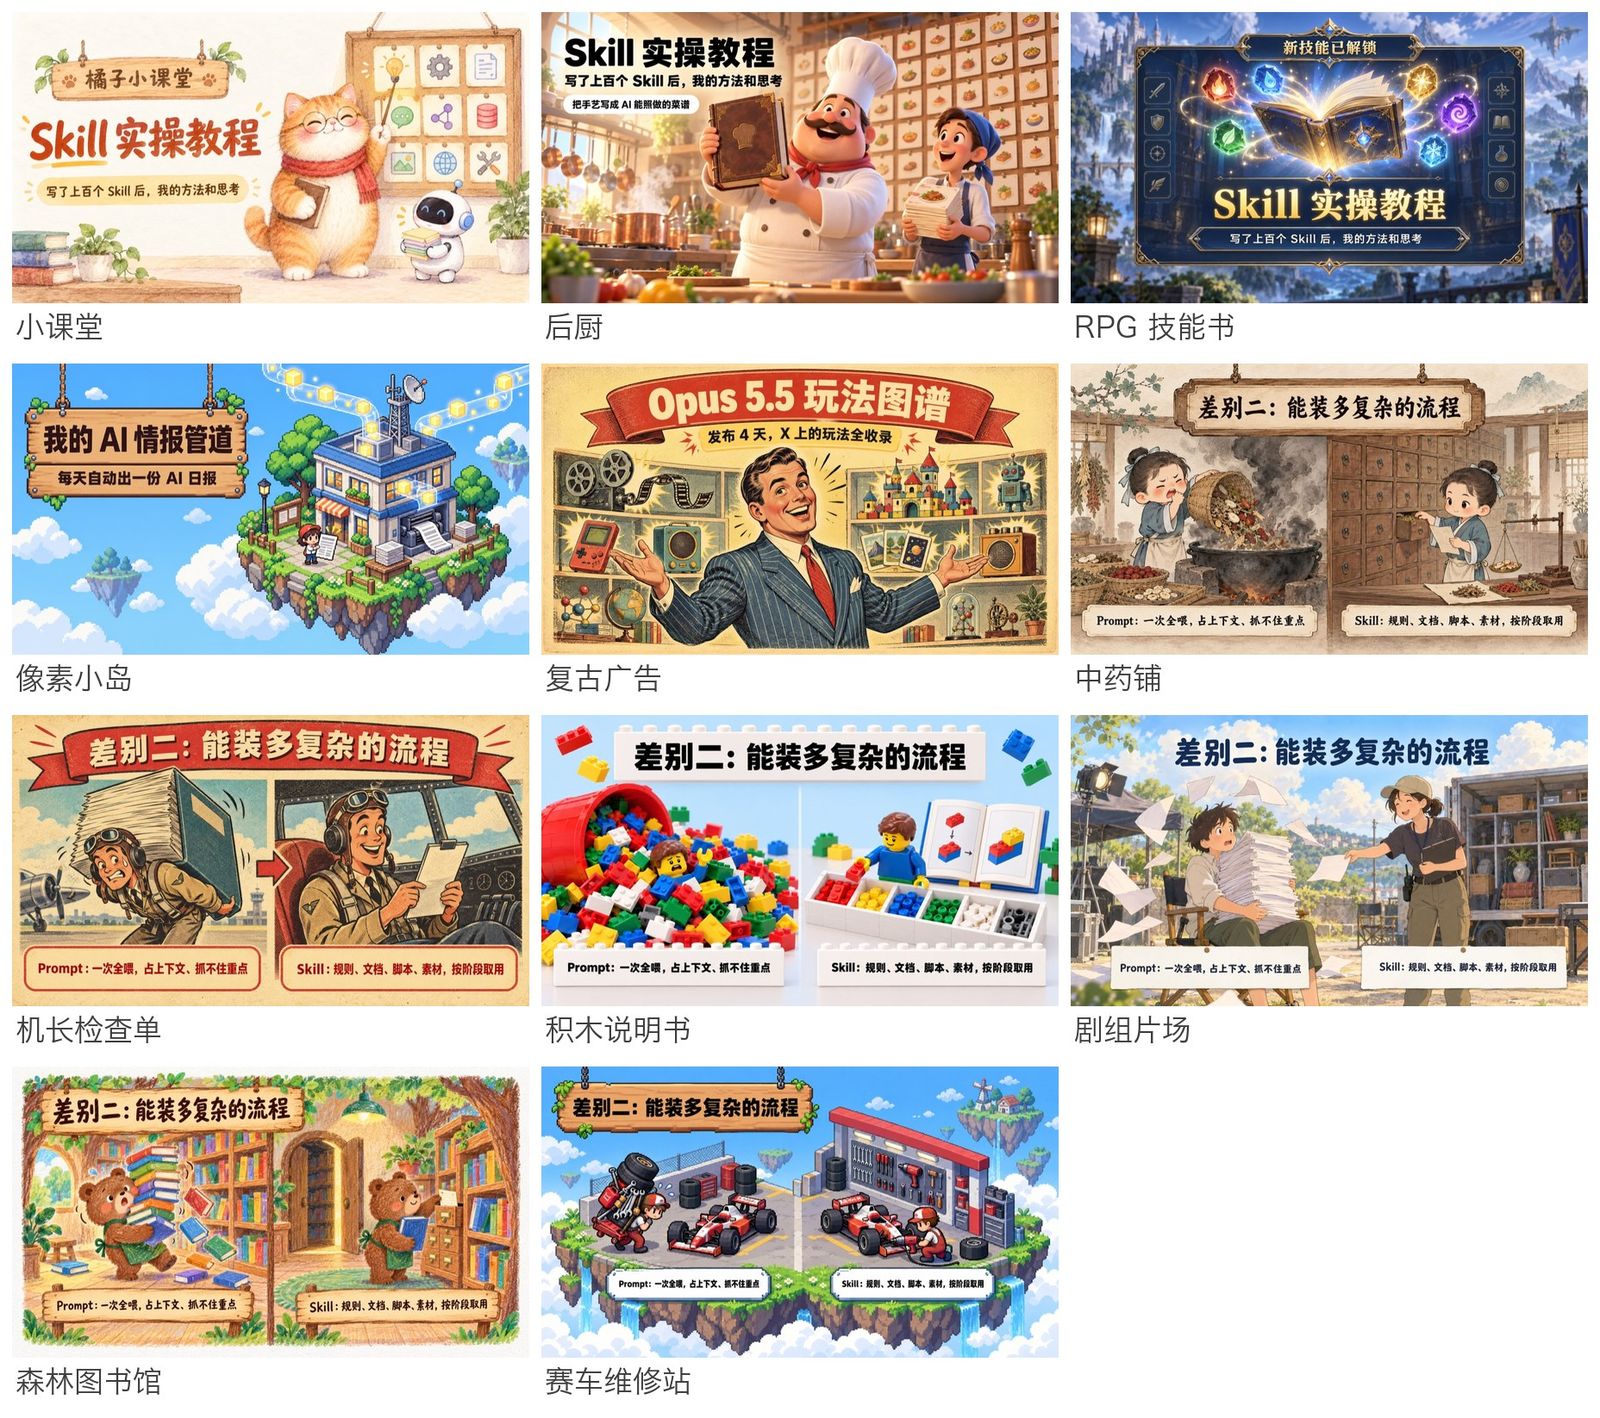 橘子小课堂
Skill 实操教程
写了上百个 Skill 后，我的方法和思考
小课堂
Skill 实操教程
写了上百个 Skill 后，我的方法和思考
把手艺写成 AI 能照做的菜谱
后厨
新技能已解锁
Skill 实操教程
写了上百个 Skill 后，我的方法和思考
RPG 技能书
我的 AI 情报管道
每天自动出一份 AI 日报
像素小岛
Opus 5.5 玩法图谱
发布 4 天，X 上的玩法全收录
复古广告
差别二：能装多复杂的流程
Prompt：一次全喂，占上下文、抓不住重点
Skill：规则、文档、脚本、素材，按阶段取用
中药铺
差别二：能装多复杂的流程
Prompt：一次全喂，占上下文、抓不住重点
Skill：规则、文档、脚本、素材，按阶段取用
机长检查单
差别二：能装多复杂的流程
Prompt：一次全喂，占上下文、抓不住重点
Skill：规则、文档、脚本、素材，按阶段取用
积木说明书
差别二：能装多复杂的流程
Prompt：一次全喂，占上下文、抓不住重点
Skill：规则、文档、脚本、素材，按阶段取用
剧组片场
差别二：能装多复杂的流程
Prompt：一次全喂，占上下文、抓不住重点
Skill：规则、文档、脚本、素材，按阶段取用
森林图书馆
差别二：能装多复杂的流程
Prompt：一次全喂，占上下文、抓不住重点
Skill：规则、文档、脚本、素材，按阶段取用
赛车维修站